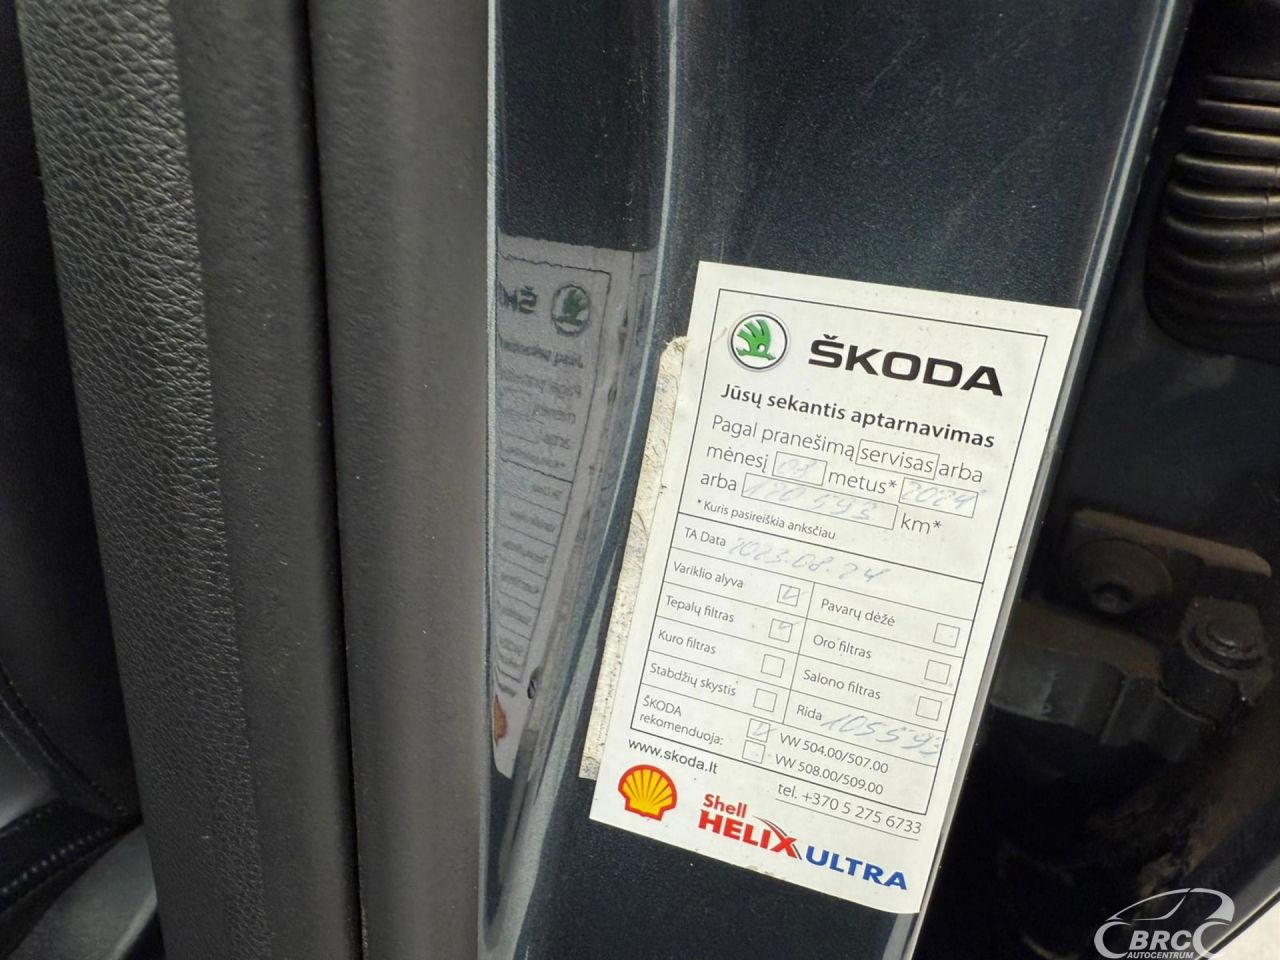 ŠKODA
Jūsų sekantis aptarnavimas
Pagal pranešimą servisas arba
mėnesį 08 metus* 2024
arba 120 593 km*
* Kuris pasireiškia anksčiau
TA Data 2023.08.24
Variklio alyva V Pavarų dėžė
Tepalų filtras V Oro filtras
Kuro filtras Salono filtras
Stabdžių skystis Rida 105593
ŠKODA
rekomenduoja: V VW 504.00/507.00
VW 508.00/509.00
www.skoda.lt tel. +370 5 275 6733
Shell
HELIX ULTRA
BRC
AUTOCENTRUM